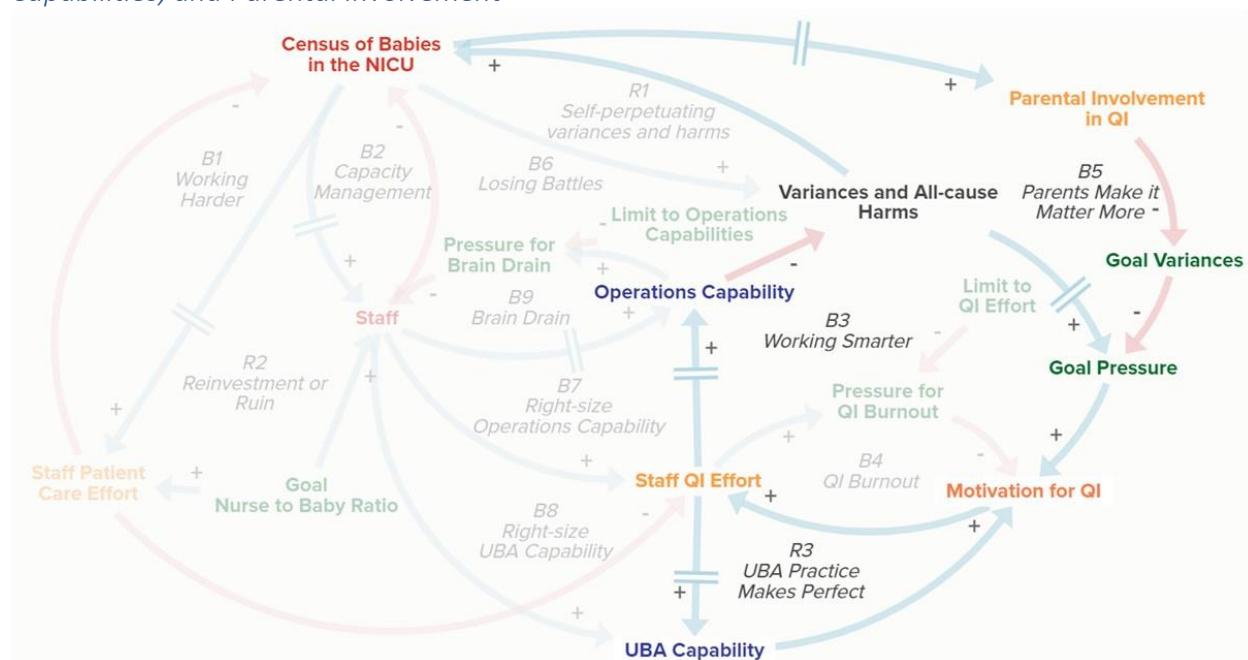 Capabilities, and Parental Involvement
Census of Babies
in the NICU
+
+
Parental Involvement
in QI
-
R1
Self-perpetuating
variances and harms
-
B1
Working
Harder
B2
Capacity
Management
B6
Losing Battles
+
Variances and All-cause
Harms
B5
Parents Make it
Matter More -
Limit to Operations
Capabilities
-
Pressure for
Brain Drain
+
-
Goal Variances
+
-
Operations Capability
Limit to
QI Effort
B9
Brain Drain
+
Staff
B3
Working Smarter
+
-
-
+
Goal Pressure
R2
Reinvestment or
Ruin
+
B7
Right-size
Operations Capability
Pressure for
QI Burnout
+
+
+
-
B4
QI Burnout
+
Staff Patient
Care Effort
+
Goal
Nurse to Baby Ratio
Staff QI Effort
+
Motivation for QI
B8
Right-size
UBA Capability
-
+
R3
UBA Practice
Makes Perfect
+
+
UBA Capability